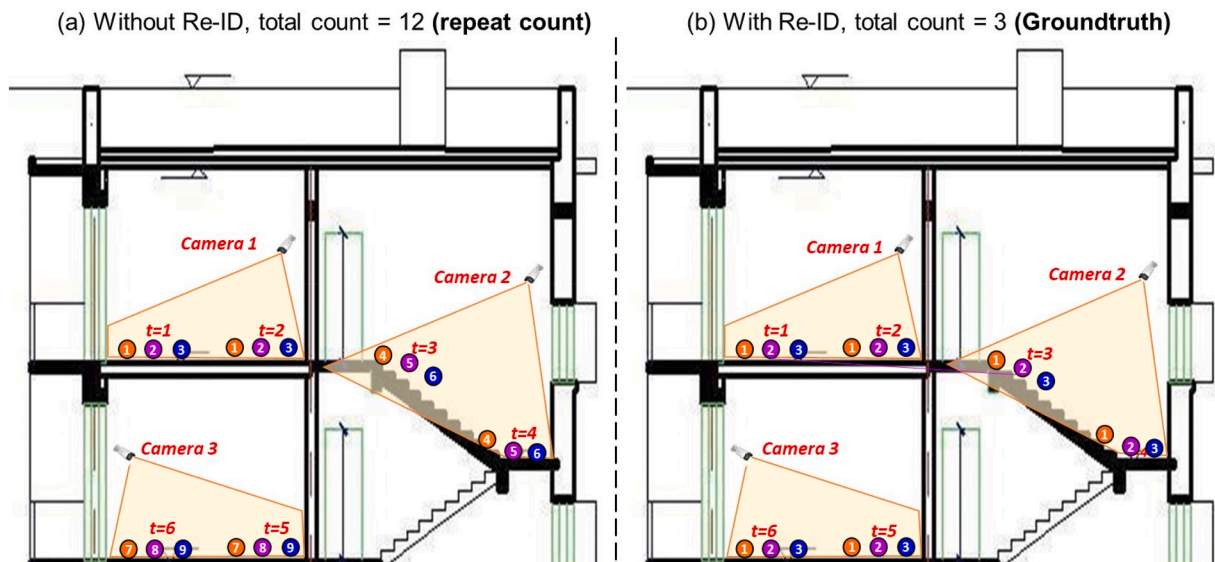 (a) Without Re-ID, total count = 12 (repeat count)
(b) With Re-ID, total count = 3 (Groundtruth)
Camera 1
Camera 2
t=1
t=2
1 2 3
1 2 3
t=3
4
5
6
t=4
4
5
6
Camera 3
t=6
t=5
7 8 9
7 8 9
Camera 1
Camera 2
t=1
t=2
1 2 3
1 2 3
t=3
1
2
3
1
2
3
Camera 3
t=6
t=5
1 2 3
1 2 3